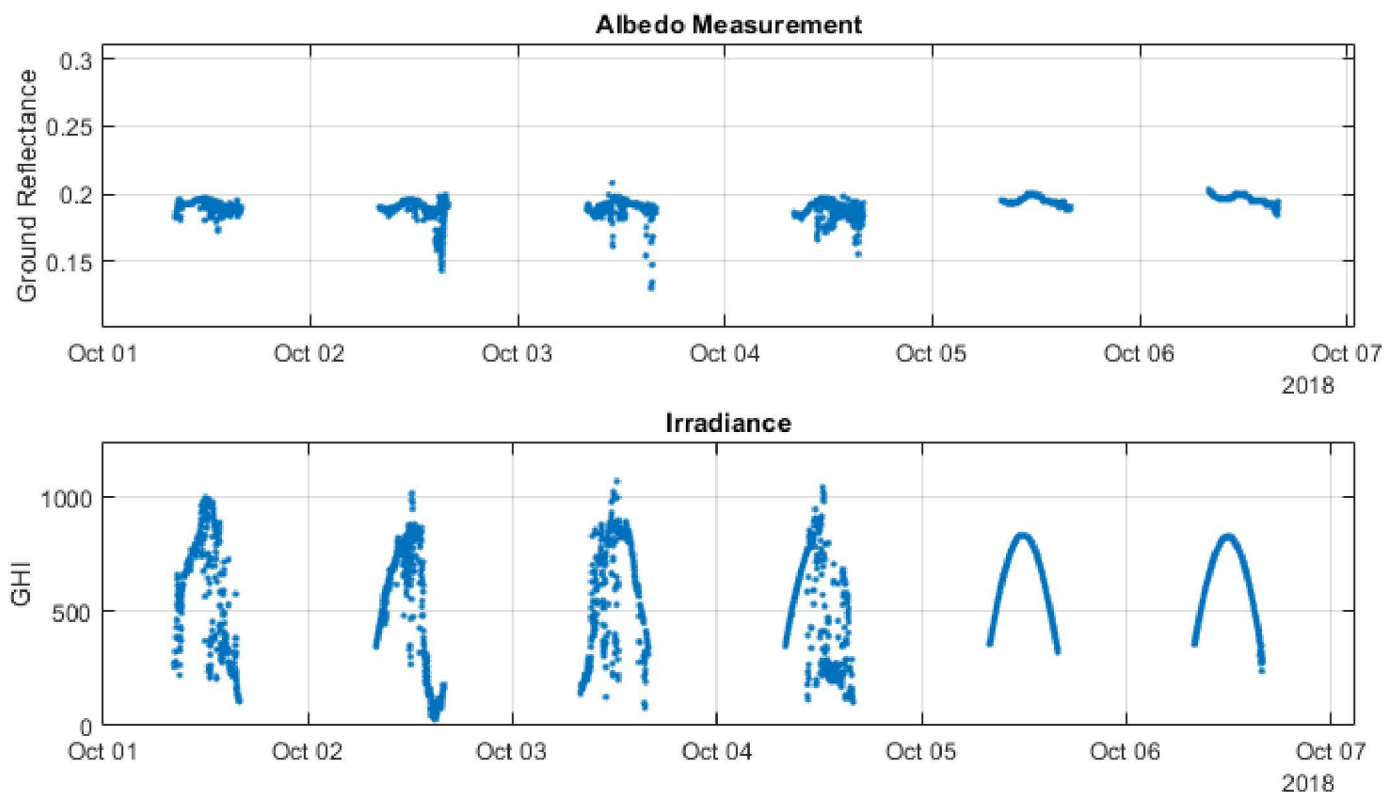 Albedo Measurement
Ground Reflectance
0.3
0.25
0.2
0.15
Oct 01 Oct 02 Oct 03 Oct 04 Oct 05 Oct 06 Oct 07
2018
Irradiance
GHI
1000
500
0
Oct 01 Oct 02 Oct 03 Oct 04 Oct 05 Oct 06 Oct 07
2018